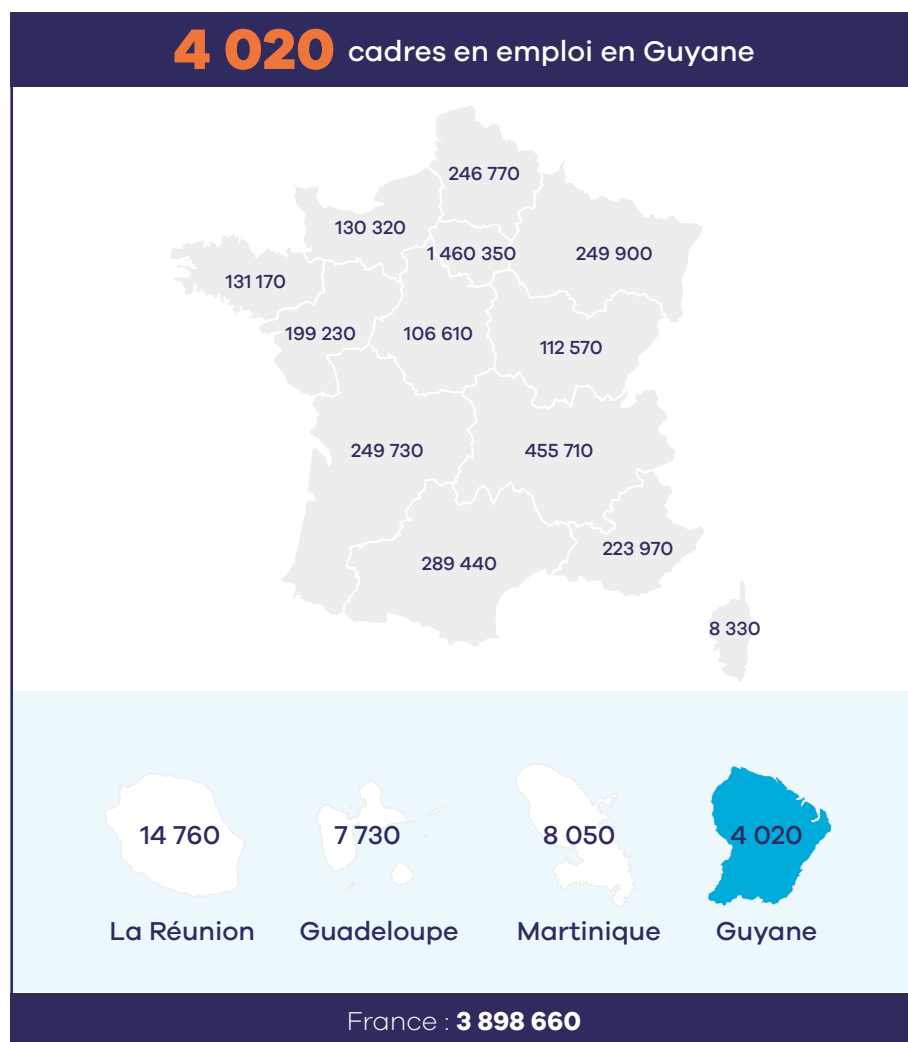 4 020 cadres en emploi en Guyane
246 770
130 320
1 460 350
249 900
131 170
199 230
106 610
112 570
249 730
455 710
223 970
289 440
8 330
14 760
7 730
8 050
4 020
La Réunion
Guadeloupe
Martinique
Guyane
France : 3 898 660